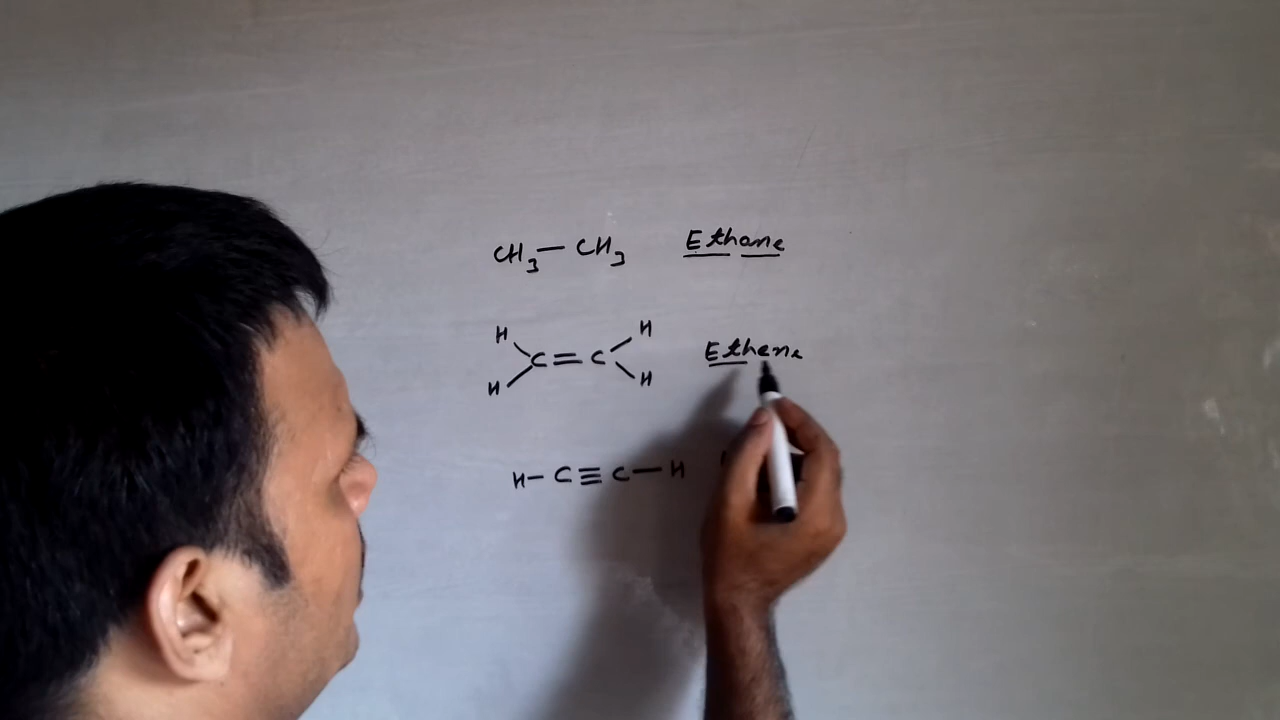 CH3 — CH3 Ethane
H H
C = C Ethene
H H
H – C ≡ C — H